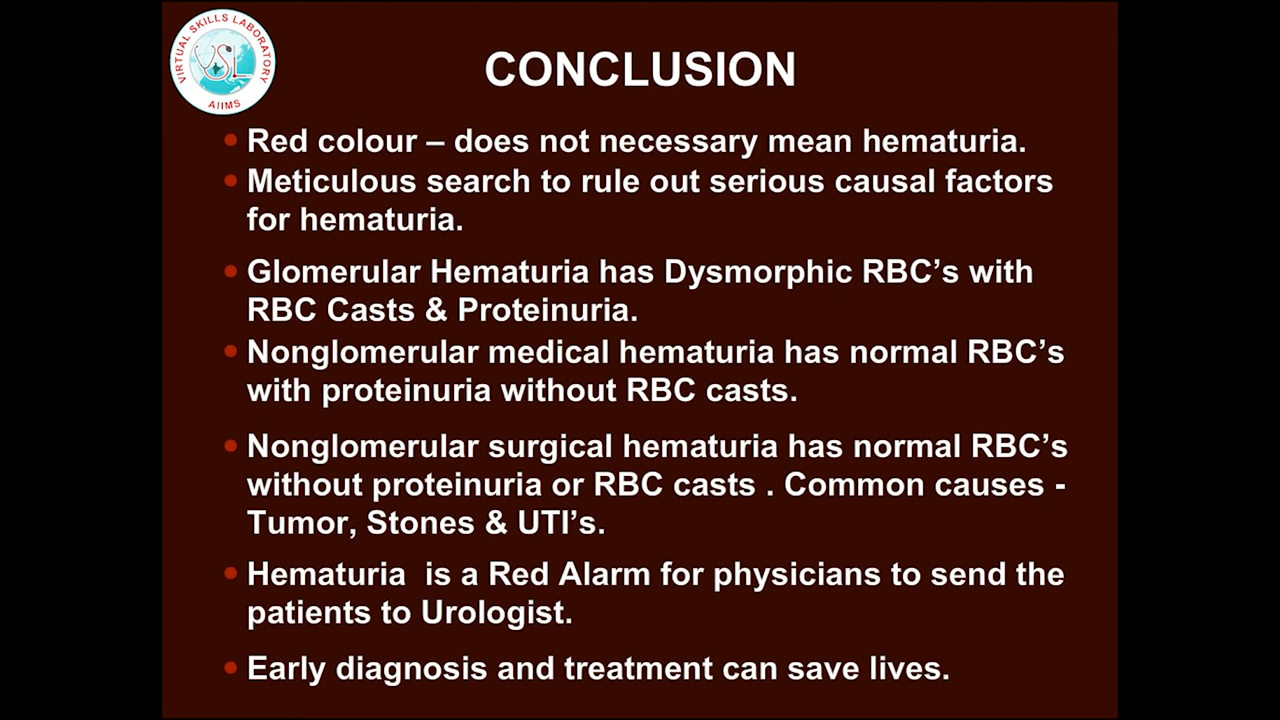 VIRTUAL SKILLS LABORATORY
VSL
AIIMS
CONCLUSION
• Red colour – does not necessary mean hematuria.
• Meticulous search to rule out serious causal factors
for hematuria.
• Glomerular Hematuria has Dysmorphic RBC’s with
RBC Casts & Proteinuria.
• Nonglomerular medical hematuria has normal RBC’s
with proteinuria without RBC casts.
• Nonglomerular surgical hematuria has normal RBC’s
without proteinuria or RBC casts . Common causes -
Tumor, Stones & UTI’s.
• Hematuria  is a Red Alarm for physicians to send the
patients to Urologist.
• Early diagnosis and treatment can save lives.